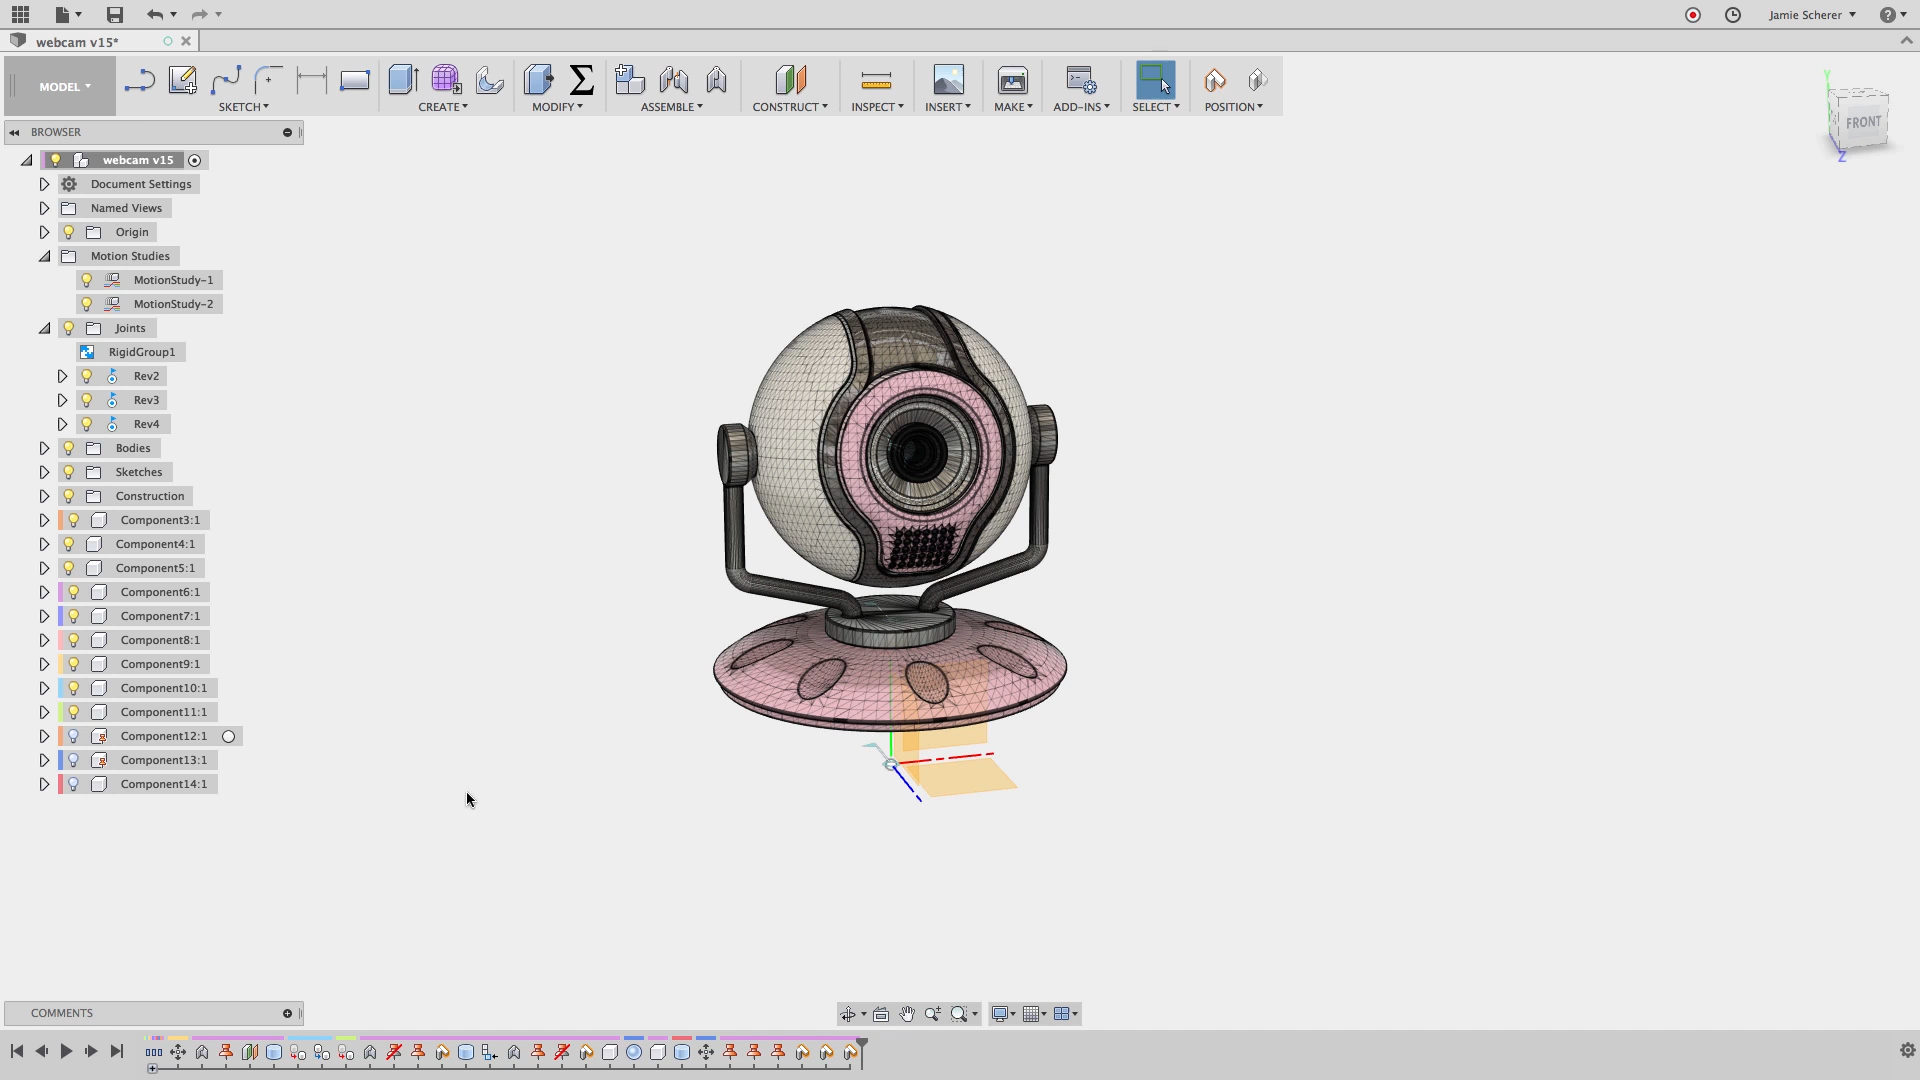 Jamie Scherer
webcam v15*
MODEL
SKETCH
CREATE
MODIFY
ASSEMBLE
CONSTRUCT
INSPECT
INSERT
MAKE
ADD-INS
SELECT
POSITION
Y
FRONT
Z
BROWSER
webcam v15
Document Settings
Named Views
Origin
Motion Studies
MotionStudy-1
MotionStudy-2
Joints
RigidGroup1
Rev2
Rev3
Rev4
Bodies
Sketches
Construction
Component3:1
Component4:1
Component5:1
Component6:1
Component7:1
Component8:1
Component9:1
Component10:1
Component11:1
Component12:1
Component13:1
Component14:1
COMMENTS